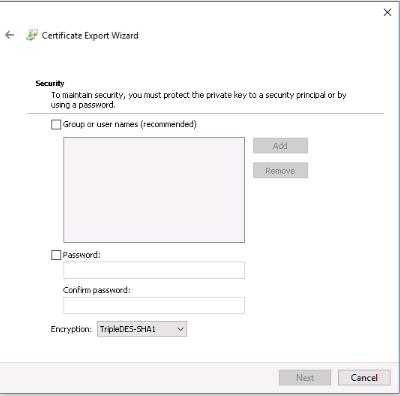 Certificate Export Wizard
Security
To maintain security, you must protect the private key to a security principal or by
using a password.
Group or user names (recommended)
Add
Remove
Password:
Confirm password:
Encryption: TripleDES-SHA1
Next Cancel